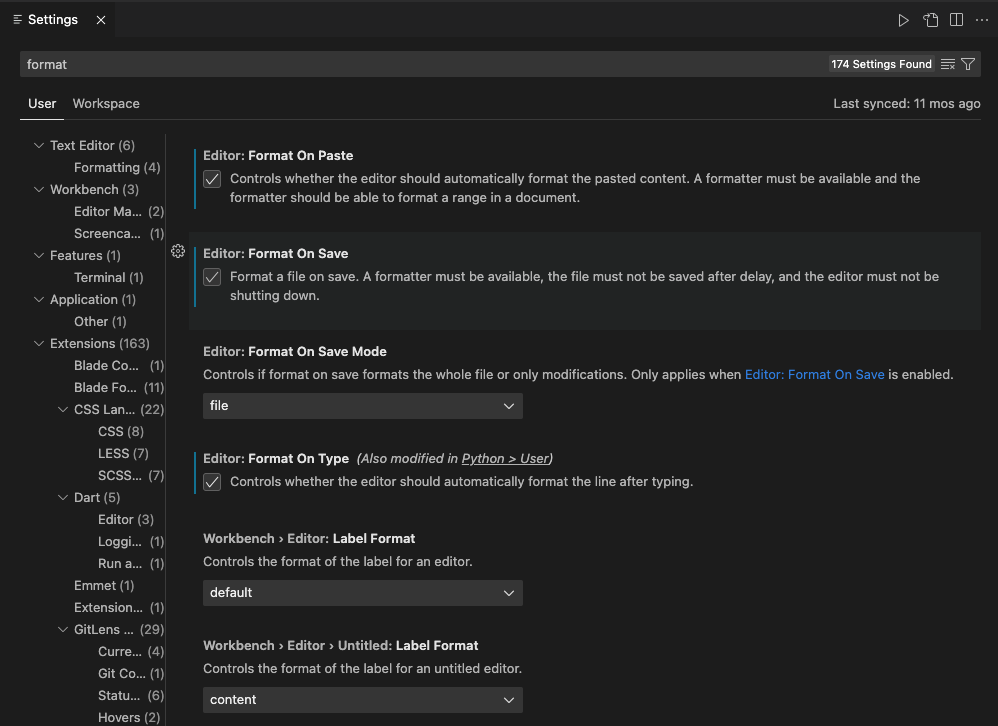 Settings
format
174 Settings Found
User Workspace
Last synced: 11 mos ago
Text Editor (6)
Formatting (4)
Workbench (3)
Editor Ma... (2)
Screenca... (1)
Features (1)
Terminal (1)
Application (1)
Other (1)
Extensions (163)
Blade Co... (1)
Blade Fo... (11)
CSS Lan... (22)
CSS (8)
LESS (7)
SCSS... (7)
Dart (5)
Editor (3)
Loggi... (1)
Run a... (1)
Emmet (1)
Extension... (1)
GitLens ... (29)
Curre... (4)
Git Co... (1)
Statu... (6)
Hovers (2)
Editor: Format On Paste
Controls whether the editor should automatically format the pasted content. A formatter must be available and the
formatter should be able to format a range in a document.
Editor: Format On Save
Format a file on save. A formatter must be available, the file must not be saved after delay, and the editor must not be
shutting down.
Editor: Format On Save Mode
Controls if format on save formats the whole file or only modifications. Only applies when Editor: Format On Save is enabled.
file
Editor: Format On Type (Also modified in Python > User)
Controls whether the editor should automatically format the line after typing.
Workbench › Editor: Label Format
Controls the format of the label for an editor.
default
Workbench › Editor › Untitled: Label Format
Controls the format of the label for an untitled editor.
content